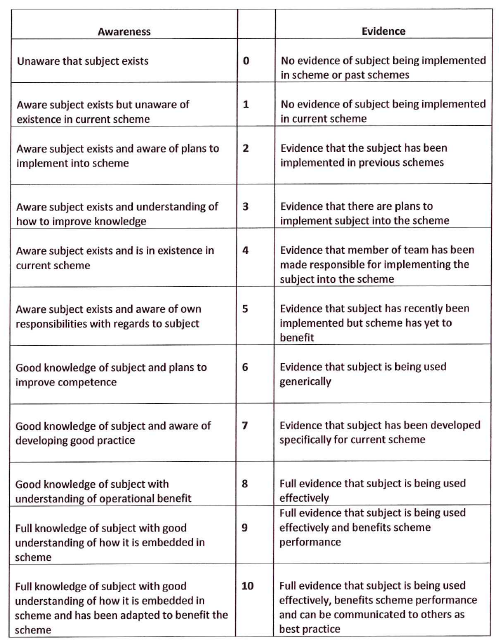 Awareness
Evidence
Unaware that subject exists
0
No evidence of subject being implemented
in scheme or past schemes
Aware subject exists but unaware of
existence in current scheme
1
No evidence of subject being implemented
in current scheme
Aware subject exists and aware of plans to
implement into scheme
2
Evidence that the subject has been
implemented in previous schemes
Aware subject exists and understanding of
how to improve knowledge
3
Evidence that there are plans to
implement subject into the scheme
Aware subject exists and is in existence in
current scheme
4
Evidence that member of team has been
made responsible for implementing the
subject into the scheme
Aware subject exists and aware of own
responsibilities with regards to subject
5
Evidence that subject has recently been
implemented but scheme has yet to
benefit
Good knowledge of subject and plans to
improve competence
6
Evidence that subject is being used
generically
Good knowledge of subject and aware of
developing good practice
7
Evidence that subject has been developed
specifically for current scheme
Good knowledge of subject with
understanding of operational benefit
8
Full evidence that subject is being used
effectively
Full knowledge of subject with good
understanding of how it is embedded in
scheme
9
Full evidence that subject is being used
effectively and benefits scheme
performance
Full knowledge of subject with good
understanding of how it is embedded in
scheme and has been adapted to benefit the
scheme
10
Full evidence that subject is being used
effectively, benefits scheme performance
and can be communicated to others as
best practice